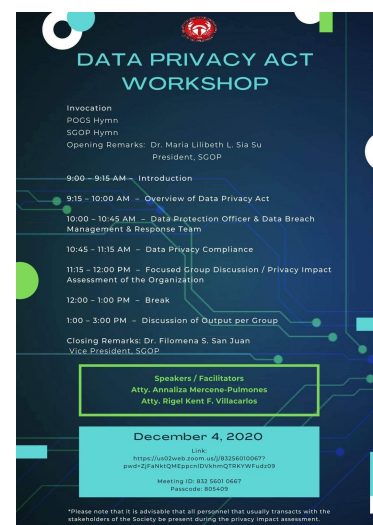 DATA PRIVACY ACT
WORKSHOP
Invocation
POGS Hymn
SGOP Hymn
Opening Remarks: Dr. Maria Lilibeth L. Sia Su
President, SGOP
9:00 – 9:15 AM – Introduction
9:15 – 10:00 AM – Overview of Data Privacy Act
10:00 – 10:45 AM – Data Protection Officer & Data Breach
Management & Response Team
10:45 – 11:15 AM – Data Privacy Compliance
11:15 – 12:00 PM – Focused Group Discussion / Privacy Impact
Assessment of the Organization
12:00 – 1:00 PM – Break
1:00 – 3:00 PM – Discussion of Output per Group
Closing Remarks: Dr. Filomena S. San Juan
Vice President, SGOP
Speakers / Facilitators
Atty. Annaliza Mercene-Pulmones
Atty. Rigel Kent F. Villacarlos
December 4, 2020
Link:
https://us02web.zoom.us/j/83256010067?
pwd=ZjFaNktQMEppcnlDVkhmQTRKYWFudz09
Meeting ID: 832 5601 0667
Passcode: 805409
*Please note that it is advisable that all personnel that usually transacts with the
stakeholders of the Society be present during the privacy impact assessment.